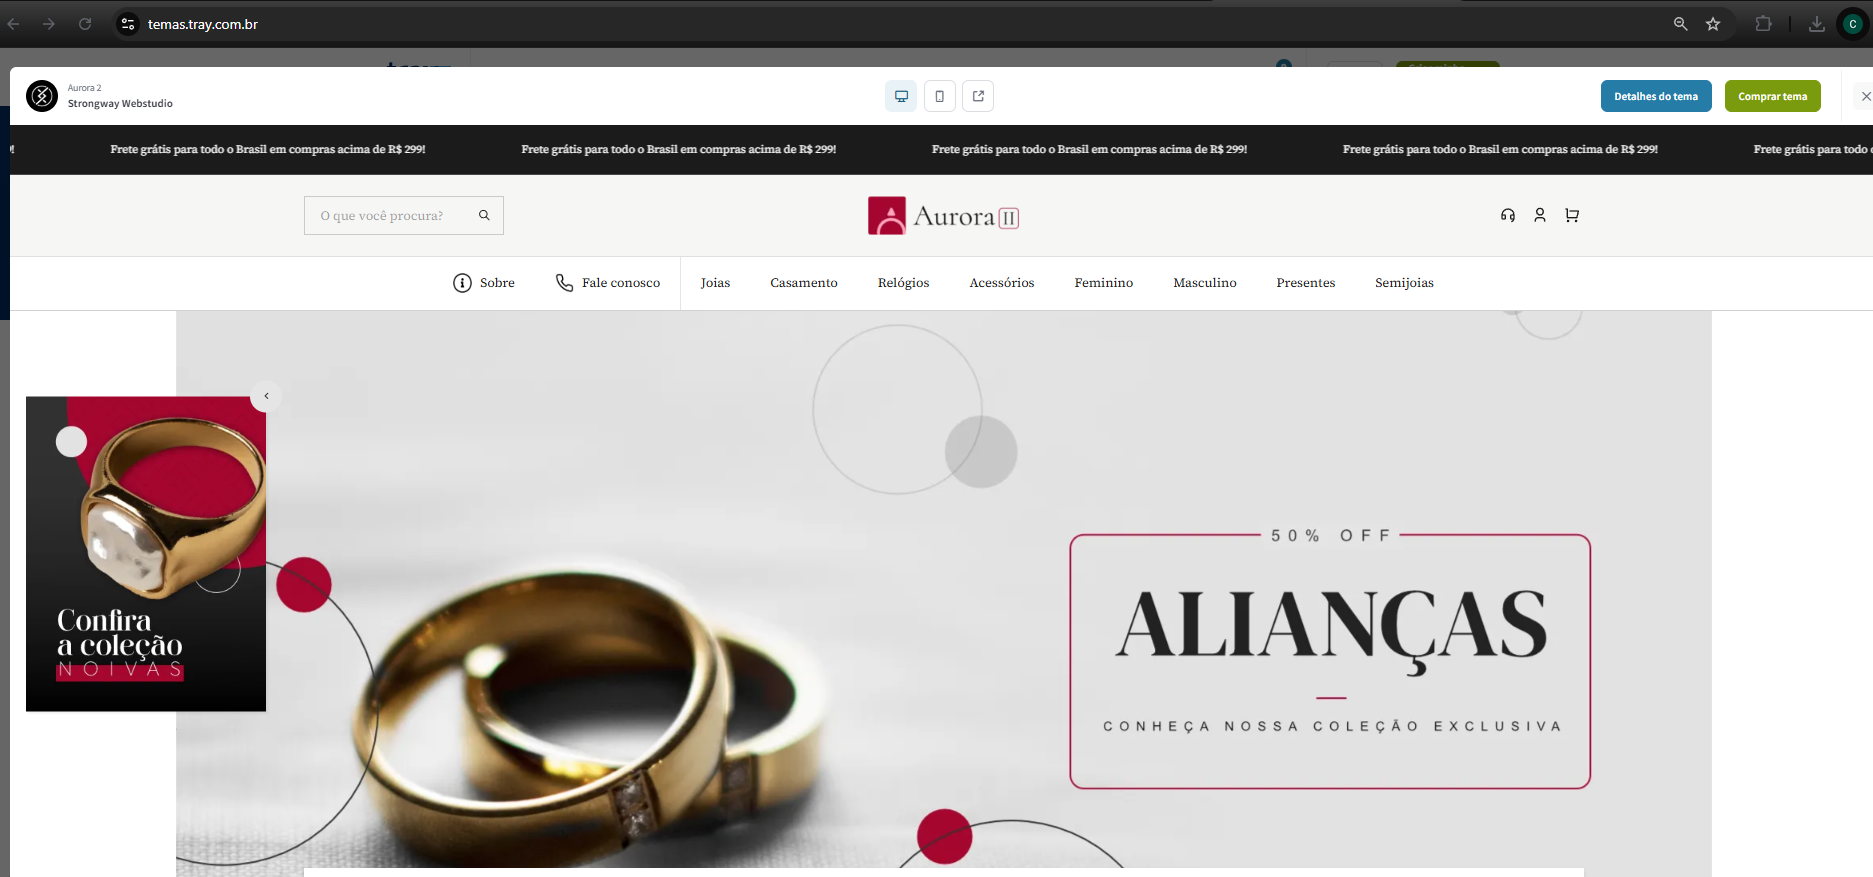 temas.tray.com.br
C
Aurora 2
Strongway Webstudio
Detalhes do tema
Comprar tema
Frete grátis para todo o Brasil em compras acima de R$ 299!
Frete grátis para todo o Brasil em compras acima de R$ 299!
Frete grátis para todo o Brasil em compras acima de R$ 299!
Frete grátis para todo o Brasil em compras acima de R$ 299!
Frete grátis para todo
O que você procura?
Aurora II
Sobre
Fale conosco
Joias
Casamento
Relógios
Acessórios
Feminino
Masculino
Presentes
Semijoias
Confira
a coleção
NOIVAS
50% OFF
ALIANÇAS
CONHEÇA NOSSA COLEÇÃO EXCLUSIVA